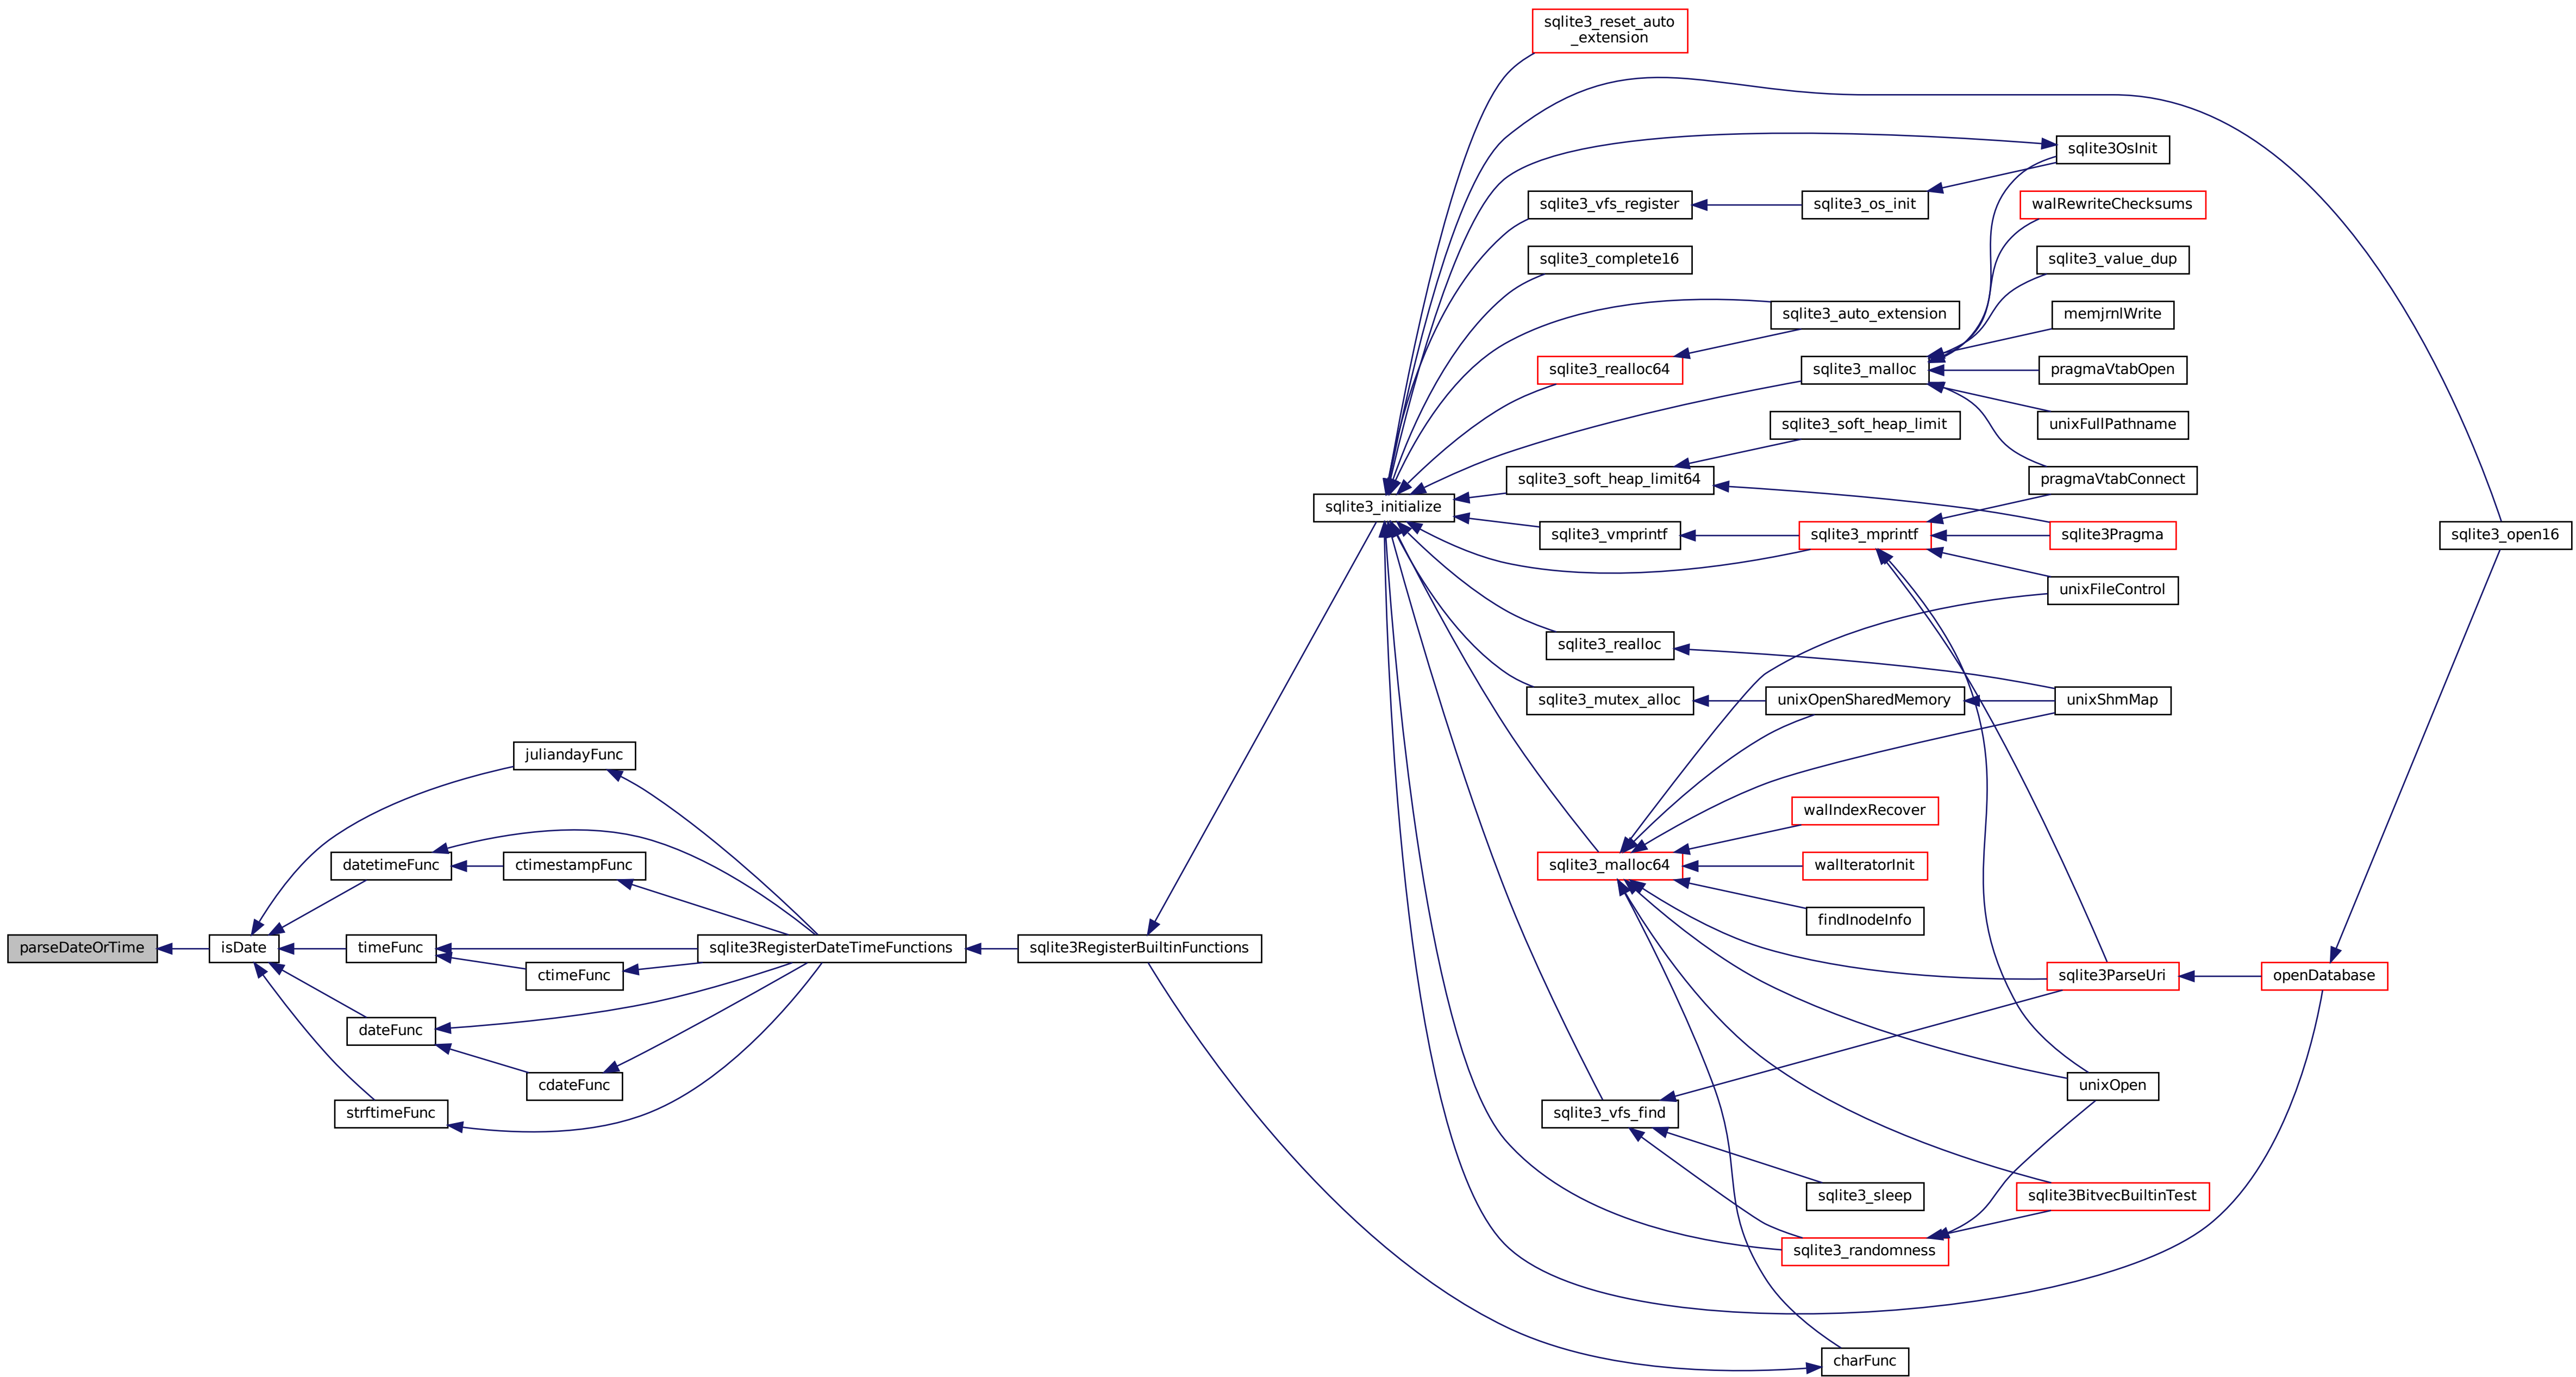 sqlite3_reset_auto
_extension
sqlite3OsInit
sqlite3_vfs_register
sqlite3_os_init
walRewriteChecksums
sqlite3_complete16
sqlite3_value_dup
sqlite3_auto_extension
memjrnlWrite
sqlite3_realloc64
sqlite3_malloc
pragmaVtabOpen
sqlite3_soft_heap_limit
unixFullPathname
sqlite3_soft_heap_limit64
pragmaVtabConnect
sqlite3_initialize
sqlite3_vmprintf
sqlite3_mprintf
sqlite3Pragma
sqlite3_open16
unixFileControl
sqlite3_realloc
sqlite3_mutex_alloc
unixOpenSharedMemory
unixShmMap
juliandayFunc
walIndexRecover
datetimeFunc
ctimestampFunc
sqlite3_malloc64
walIteratorInit
findInodeInfo
parseDateOrTime
isDate
timeFunc
sqlite3RegisterDateTimeFunctions
sqlite3RegisterBuiltinFunctions
ctimeFunc
sqlite3ParseUri
openDatabase
dateFunc
cdateFunc
unixOpen
strftimeFunc
sqlite3_vfs_find
sqlite3_sleep
sqlite3BitvecBuiltinTest
sqlite3_randomness
charFunc